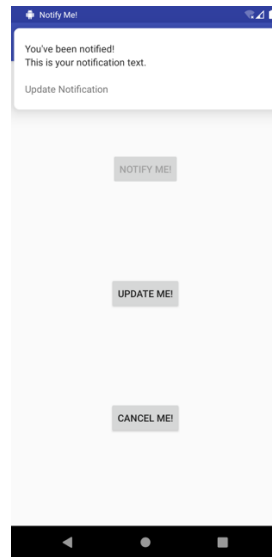 Notify Me!
You've been notified!
This is your notification text.
Update Notification
NOTIFY ME!
UPDATE ME!
CANCEL ME!